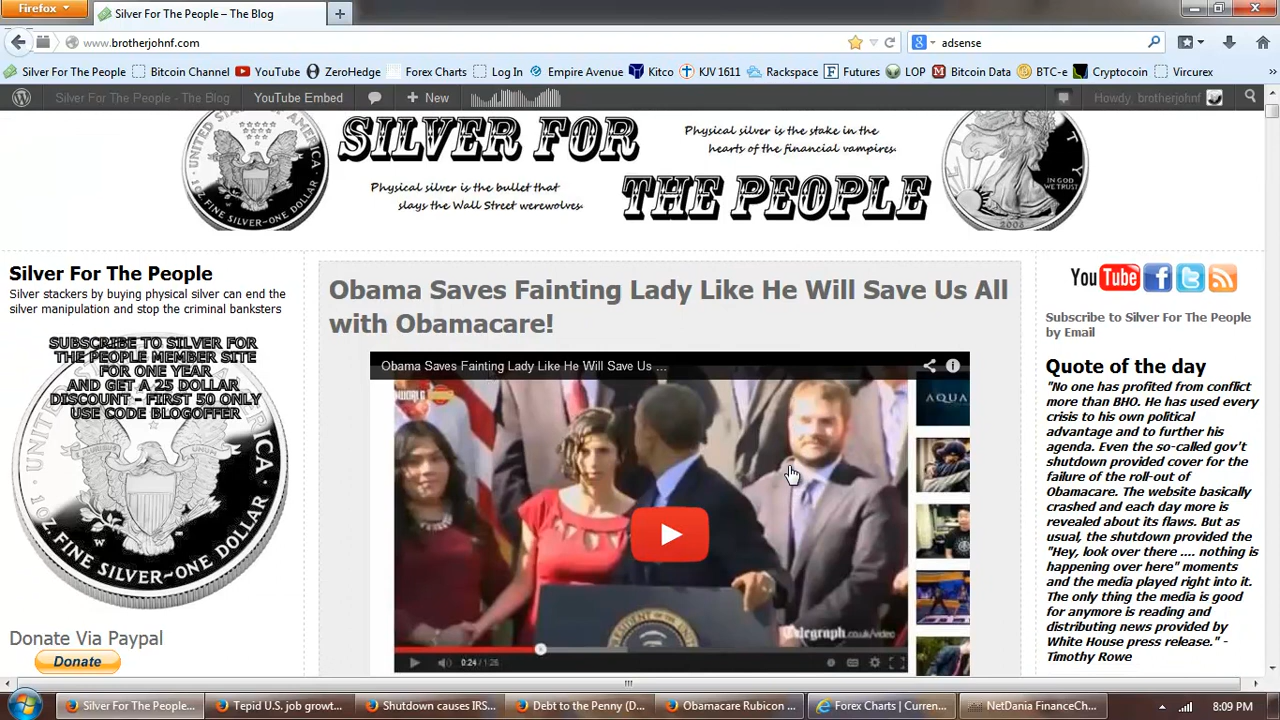 Firefox
Silver For The People – The Blog
www.brotherjohnf.com
adsense
Silver For The People
Bitcoin Channel
YouTube
ZeroHedge
Forex Charts
Log In
Empire Avenue
Kitco
KJV 1611
Rackspace
Futures
LOP
Bitcoin Data
BTC-e
Cryptocoin
Vircurex
Silver For The People - The Blog
YouTube Embed
New
Howdy, brotherjohnf
SILVER FOR
THE PEOPLE
Physical silver is the stake in the
hearts of the financial vampires.
Physical silver is the bullet that
slays the Wall Street werewolves.
Silver For The People
Silver stackers by buying physical silver can end the
silver manipulation and stop the criminal banksters
SUBSCRIBE TO SILVER FOR
THE PEOPLE MEMBER SITE
FOR ONE YEAR
AND GET A 25 DOLLAR
DISCOUNT - FIRST 50 ONLY
USE CODE BLOGOFFER
1 OZ. FINE SILVER~ONE DOLLAR
Donate Via Paypal
Donate
Obama Saves Fainting Lady Like He Will Save Us All
with Obamacare!
Obama Saves Fainting Lady Like He Will Save Us ...
AQUA
Telegraph.co.uk/video
0:24 / 1:26
You Tube
Subscribe to Silver For The People
by Email
Quote of the day
"No one has profited from conflict
more than BHO. He has used every
crisis to his own political
advantage and to further his
agenda. Even the so-called gov't
shutdown provided cover for the
failure of the roll-out of
Obamacare. The website basically
crashed and each day more is
revealed about its flaws. But as
usual, the shutdown provided the
"Hey, look over there .... nothing is
happening over here" moments
and the media played right into it.
The only thing the media is good
for anymore is reading and
distributing news provided by
White House press release." -
Timothy Rowe
Silver For The People...
Tepid U.S. job growt...
Shutdown causes IRS...
Debt to the Penny (D...
Obamacare Rubicon ...
Forex Charts | Curren...
NetDania FinanceCh...
8:09 PM